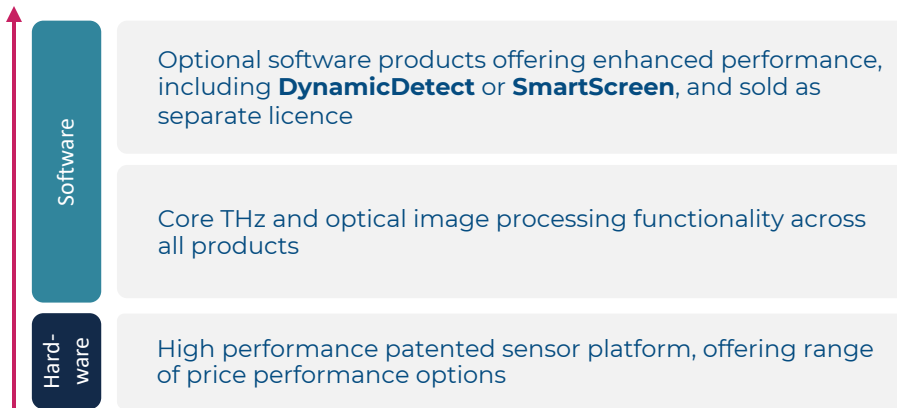 Software
Optional software products offering enhanced performance,
including DynamicDetect or SmartScreen, and sold as
separate licence
Core THz and optical image processing functionality across
all products
Hard-
ware
High performance patented sensor platform, offering range
of price performance options